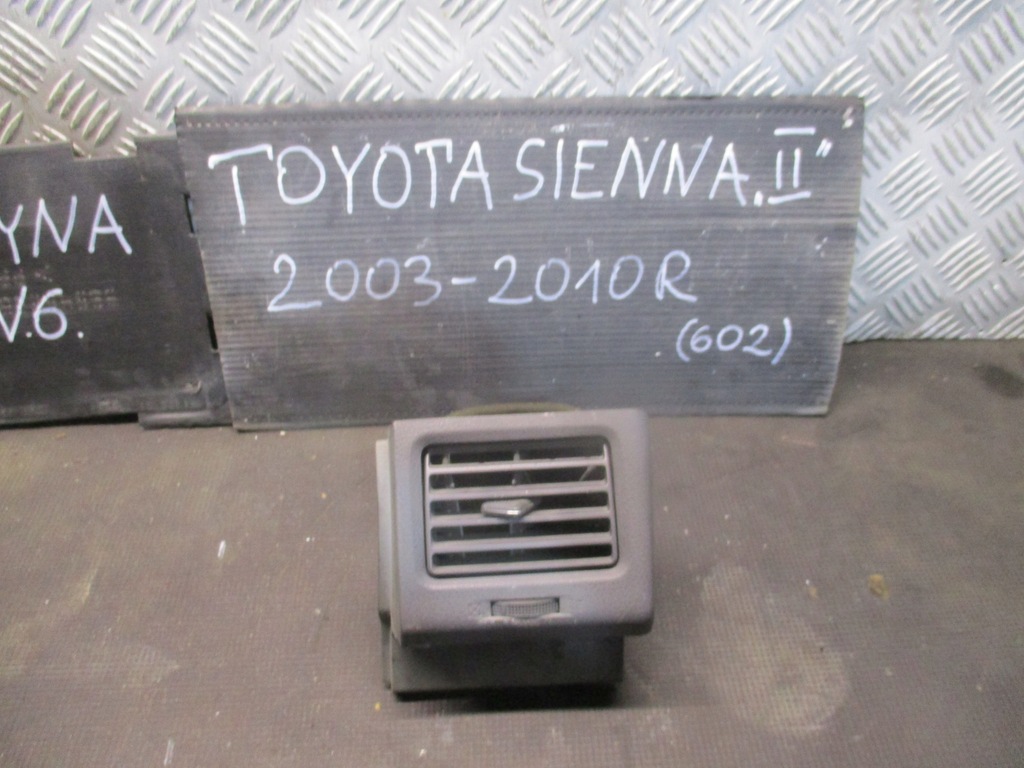 TOYOTA SIENNA. II"
2003-2010R
(602)
YNA
V.6.